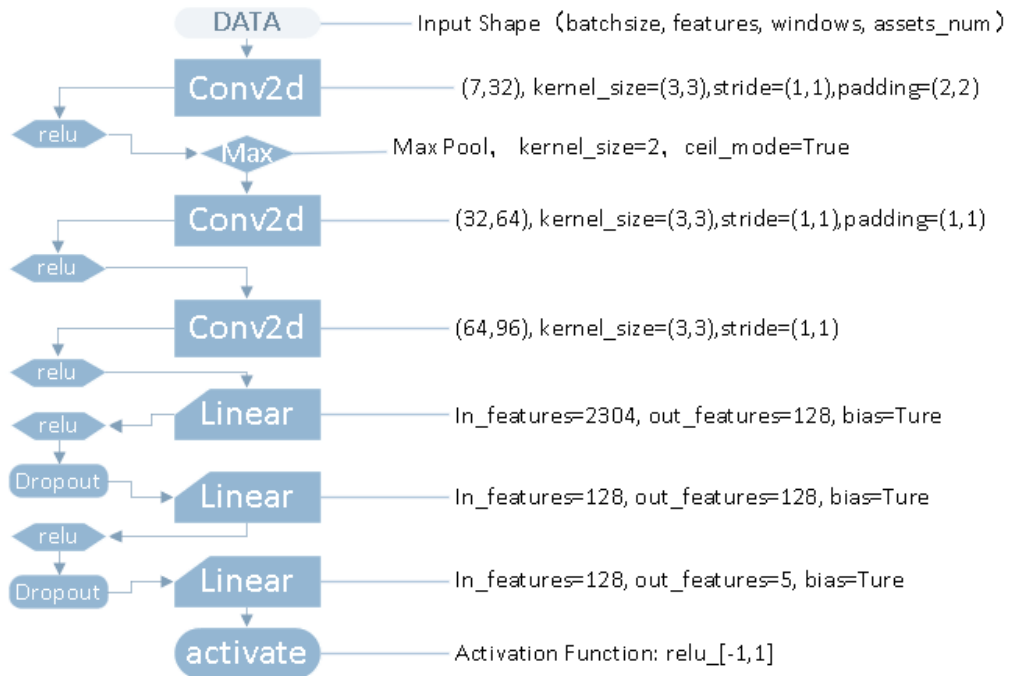 DATA
Input Shape（batchsize, features, windows, assets_num）
Conv2d
(7,32), kernel_size=(3,3),stride=(1,1),padding=(2,2)
relu
Max
Max Pool,  kernel_size=2,  ceil_mode=True
Conv2d
(32,64), kernel_size=(3,3),stride=(1,1),padding=(1,1)
relu
Conv2d
(64,96), kernel_size=(3,3),stride=(1,1)
relu
Linear
In_features=2304, out_features=128, bias=Ture
relu
Dropout
Linear
In_features=128, out_features=128, bias=Ture
relu
Linear
In_features=128, out_features=5, bias=Ture
Dropout
activate
Activation Function: relu_[-1,1]